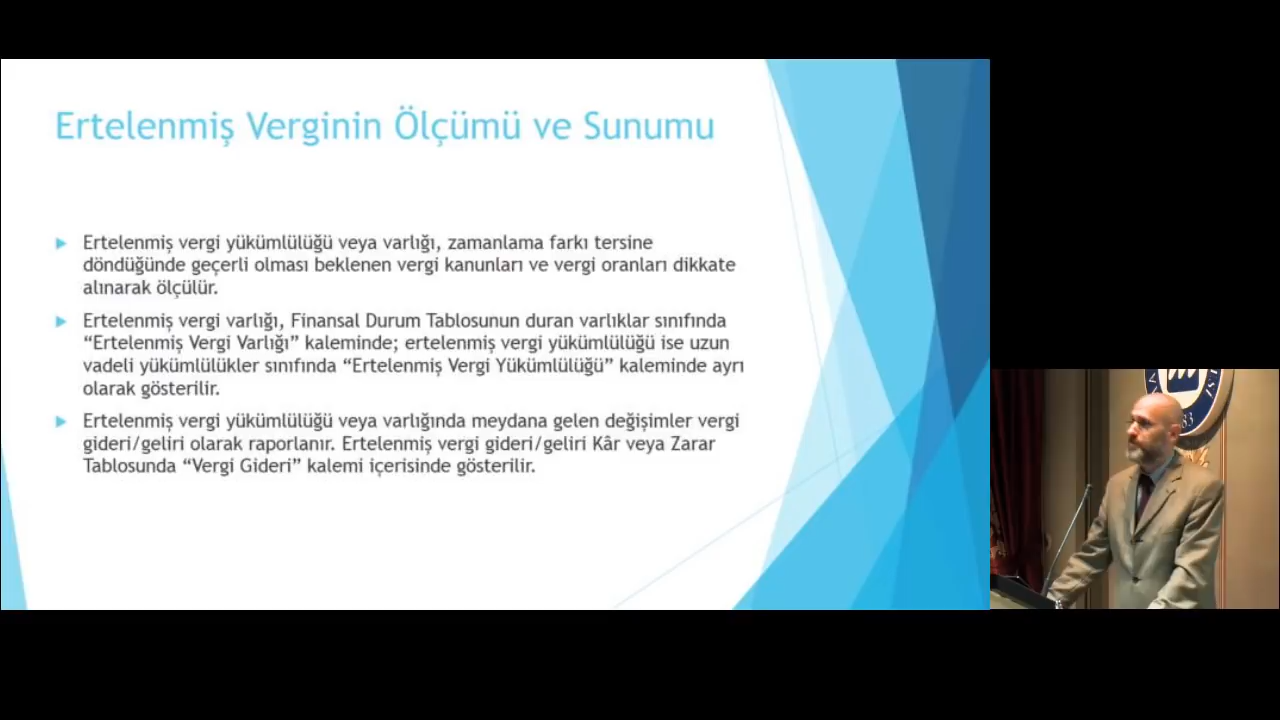 Ertelenmiş Verginin Ölçümü ve Sunumu
Ertelenmiş vergi yükümlülüğü veya varlığı, zamanlama farkı tersine
döndüğünde geçerli olması beklenen vergi kanunları ve vergi oranları dikkate
alınarak ölçülür.
Ertelenmiş vergi varlığı, Finansal Durum Tablosunun duran varlıklar sınıfında
“Ertelenmiş Vergi Varlığı” kaleminde; ertelenmiş vergi yükümlülüğü ise uzun
vadeli yükümlülükler sınıfında “Ertelenmiş Vergi Yükümlülüğü” kaleminde ayrı
olarak gösterilir.
Ertelenmiş vergi yükümlülüğü veya varlığında meydana gelen değişimler vergi
gideri/geliri olarak raporlanır. Ertelenmiş vergi gideri/geliri Kâr veya Zarar
Tablosunda “Vergi Gideri” kalemi içerisinde gösterilir.